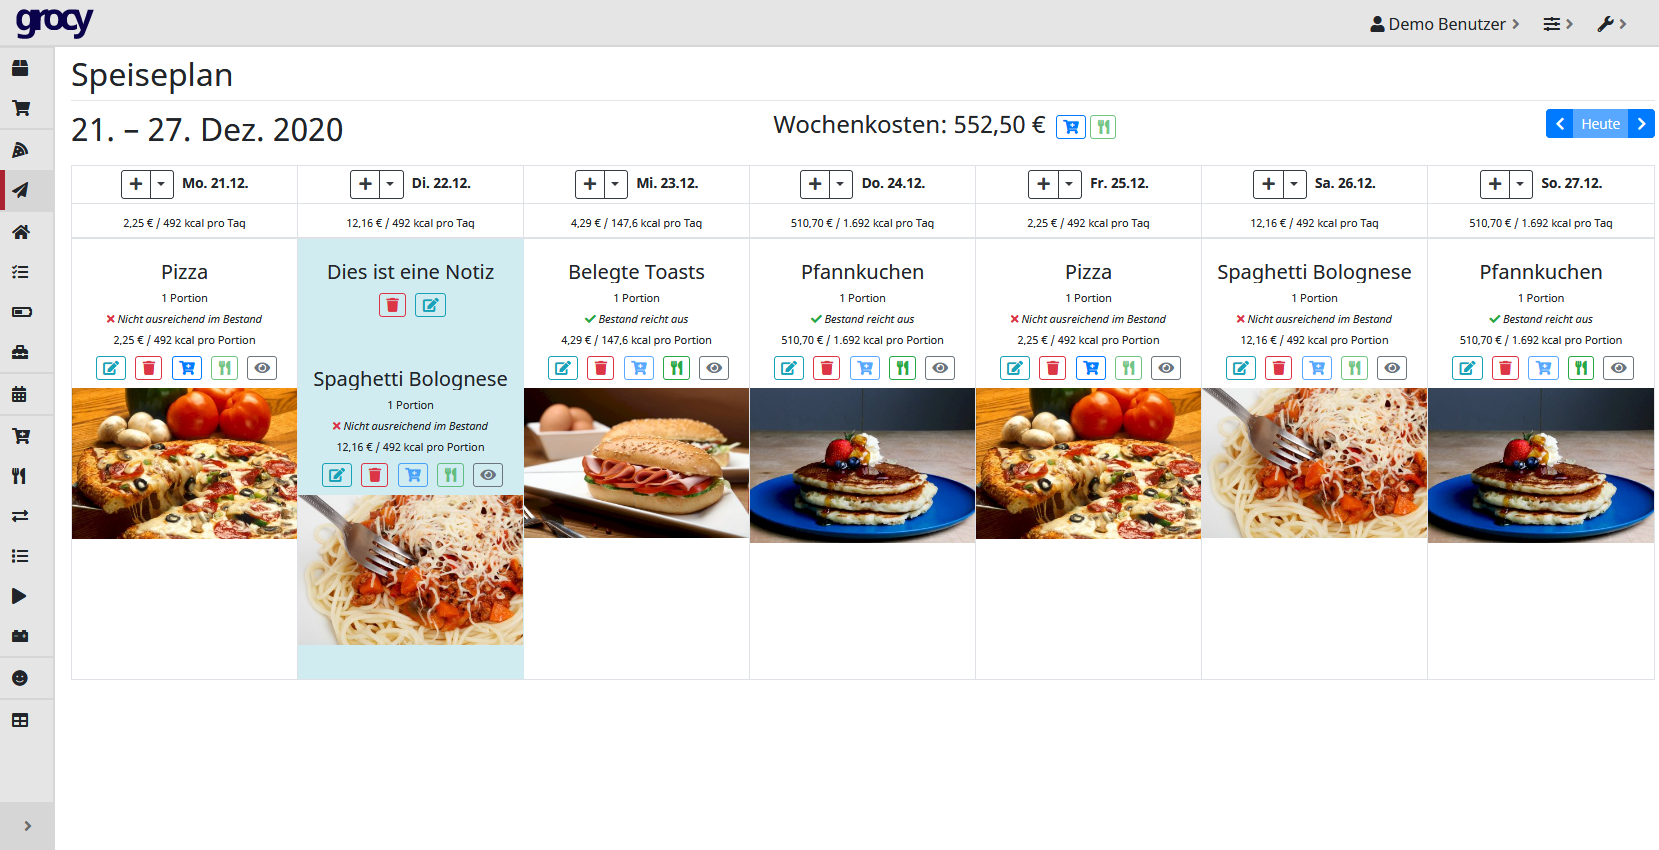 grocy
Demo Benutzer
Speiseplan
21. – 27. Dez. 2020
Wochenkosten: 552,50 €
Heute
Mo. 21.12.
Di. 22.12.
Mi. 23.12.
Do. 24.12.
Fr. 25.12.
Sa. 26.12.
So. 27.12.
2,25 € / 492 kcal pro Tag
12,16 € / 492 kcal pro Tag
4,29 € / 147,6 kcal pro Tag
510,70 € / 1.692 kcal pro Tag
2,25 € / 492 kcal pro Tag
12,16 € / 492 kcal pro Tag
510,70 € / 1.692 kcal pro Tag
Pizza
1 Portion
Nicht ausreichend im Bestand
2,25 € / 492 kcal pro Portion
Dies ist eine Notiz
Spaghetti Bolognese
1 Portion
Nicht ausreichend im Bestand
12,16 € / 492 kcal pro Portion
Belegte Toasts
1 Portion
Bestand reicht aus
4,29 € / 147,6 kcal pro Portion
Pfannkuchen
1 Portion
Bestand reicht aus
510,70 € / 1.692 kcal pro Portion
Pizza
1 Portion
Nicht ausreichend im Bestand
2,25 € / 492 kcal pro Portion
Spaghetti Bolognese
1 Portion
Nicht ausreichend im Bestand
12,16 € / 492 kcal pro Portion
Pfannkuchen
1 Portion
Bestand reicht aus
510,70 € / 1.692 kcal pro Portion